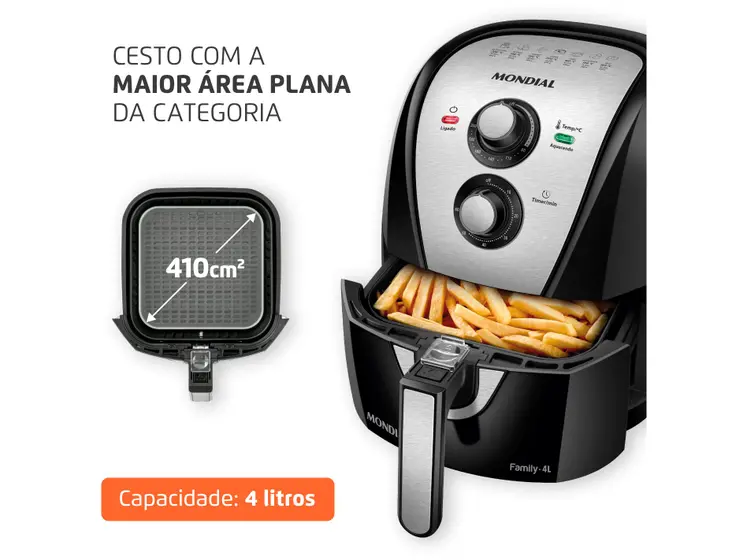 CESTO COM A
MAIOR ÁREA PLANA
DA CATEGORIA
410cm²
Capacidade: 4 litros
MONDIAL
Ligado
Temp.°C
Aquecendo
Timer/min
MONDIAL
Family - 4L